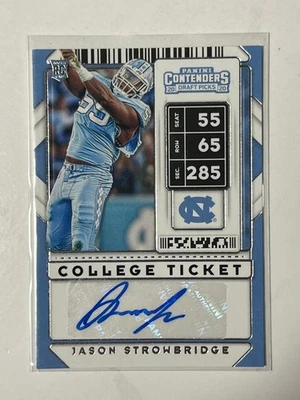 RC
PANINI
CONTENDERS
20 DRAFT PICKS 20
SEAT 55
ROW 65
SEC. 285
NC
COLLEGE TICKET
JASON STROWBRIDGE